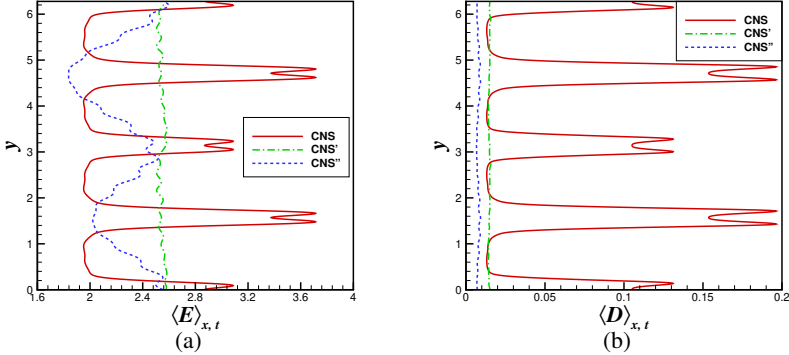 y
6
5
4
3
2
1
0
1.6 2 2.4 2.8 3.2 3.6 4
CNS
CNS'
CNS''
⟨E⟩x, t
(a)
y
6
5
4
3
2
1
0
0 0.05 0.1 0.15 0.2
CNS
CNS'
CNS''
⟨D⟩x, t
(b)